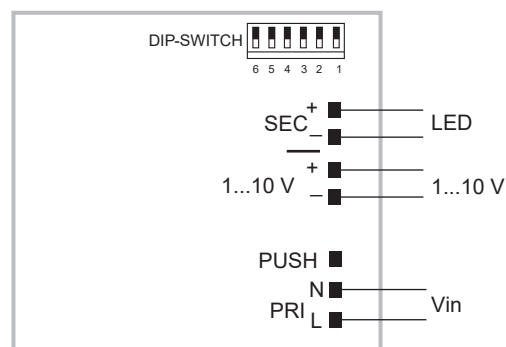 DIP-SWITCH
6 5 4 3 2 1
+
SEC LED
–
+
1...10 V 1...10 V
–
PUSH
N
PRI Vin
L